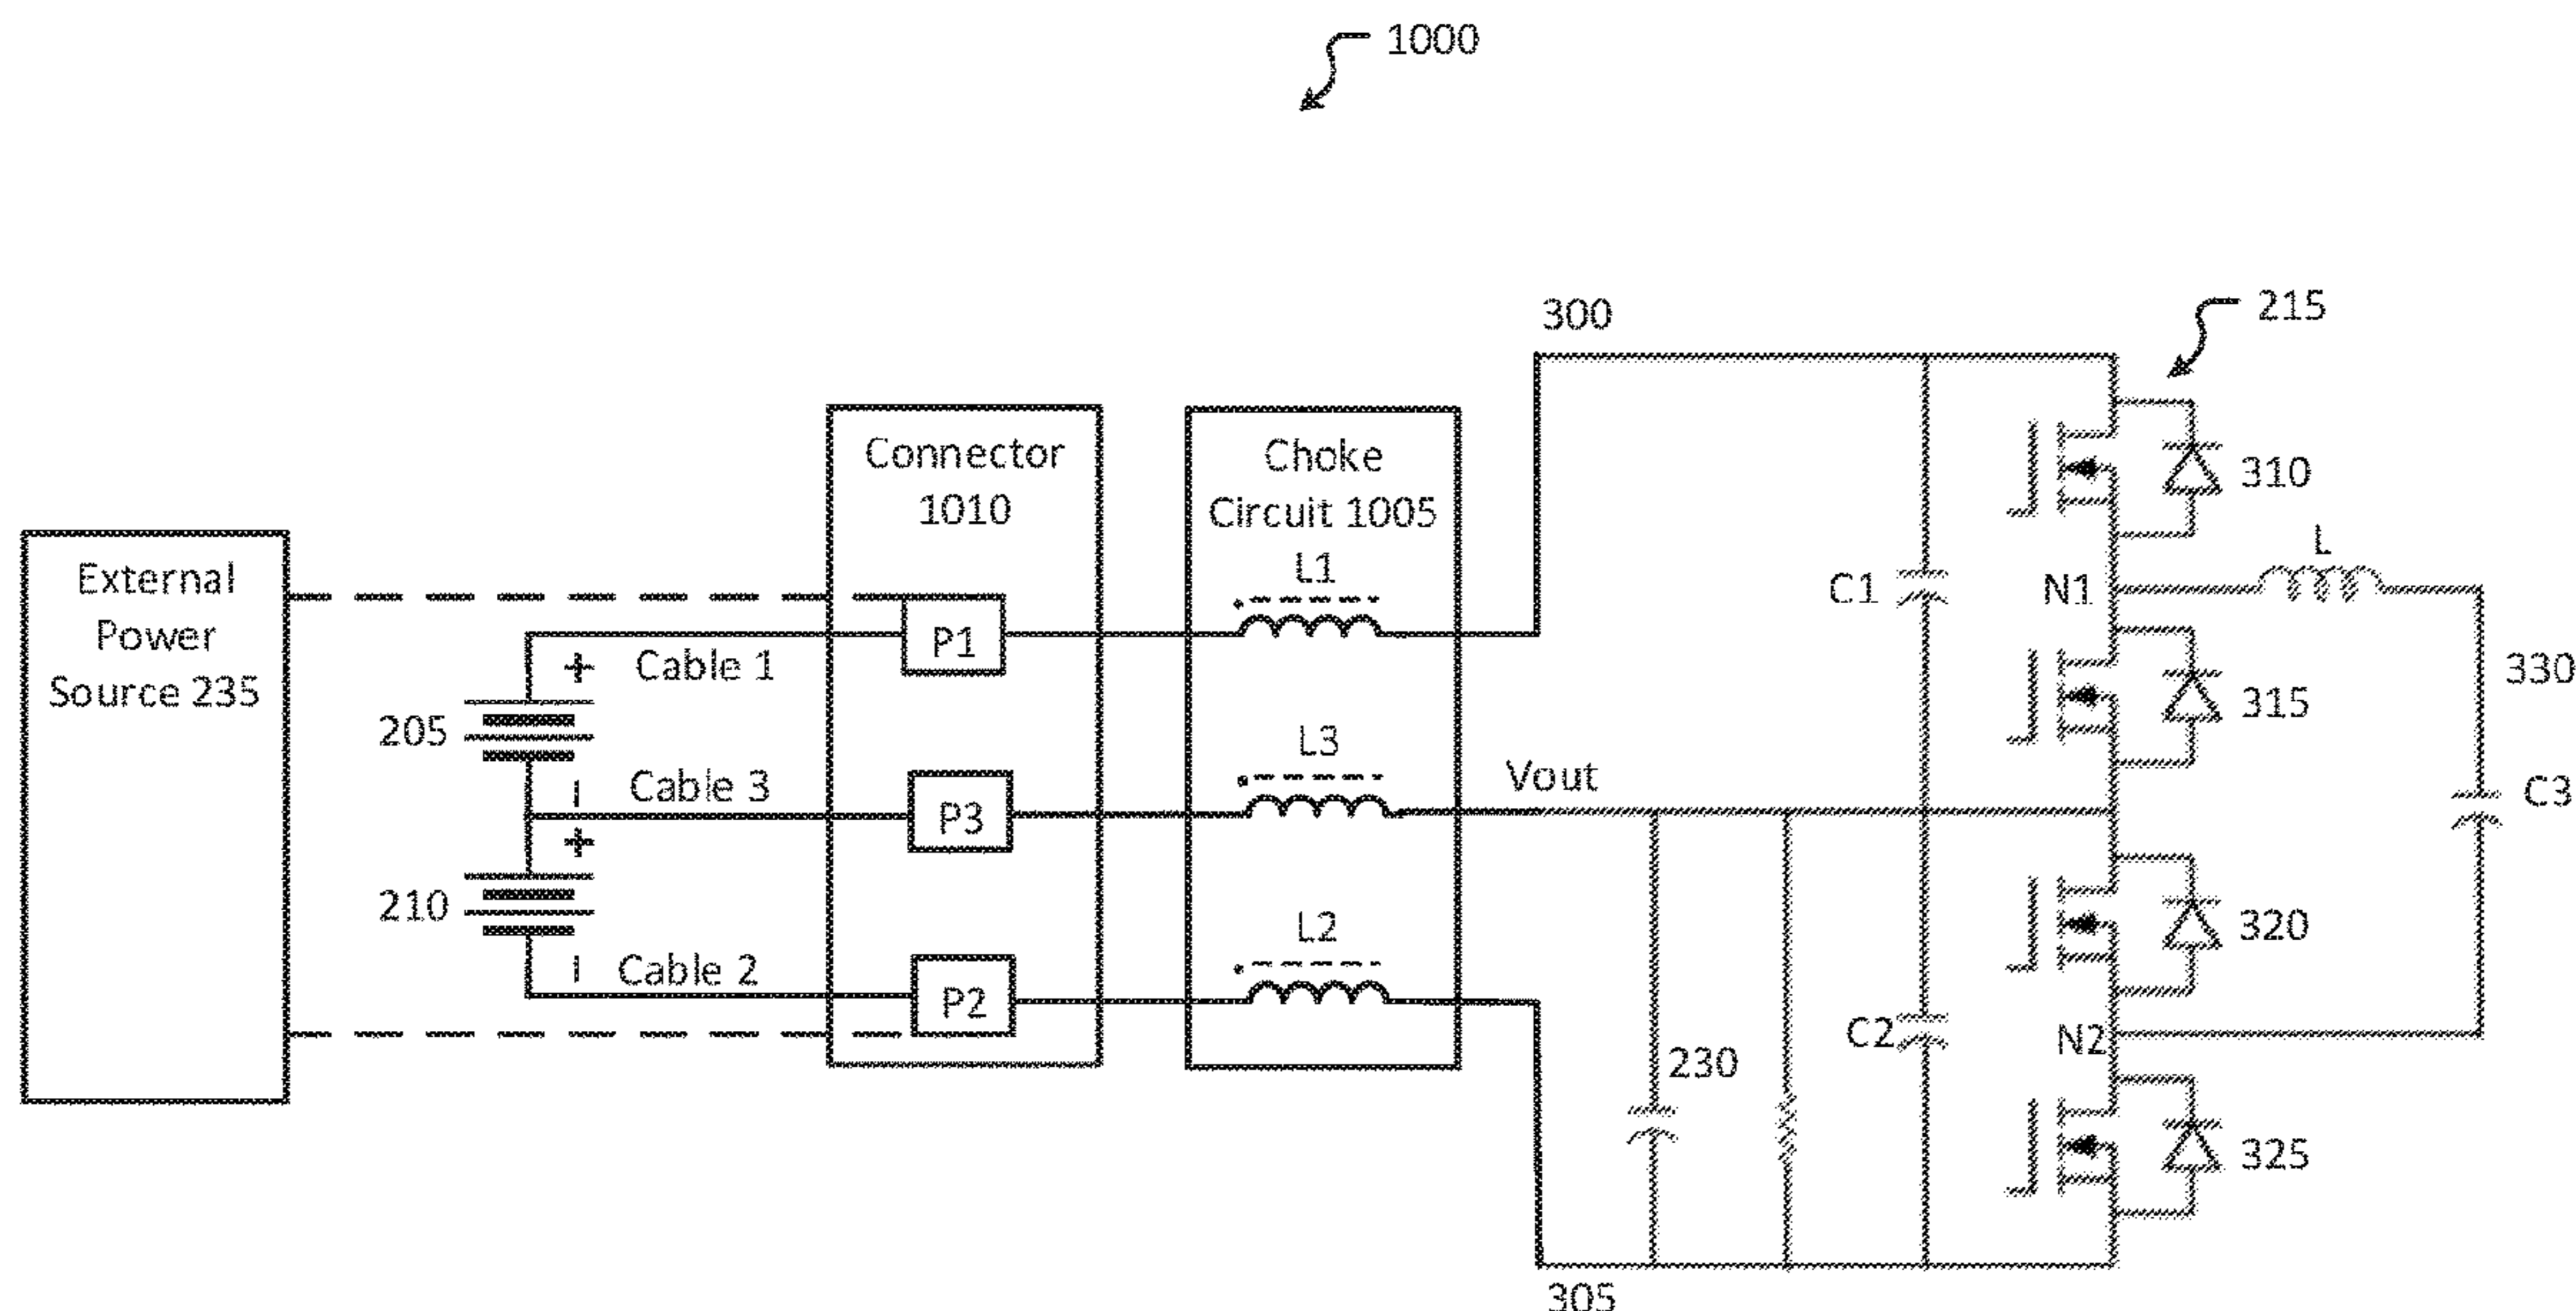 1000
300
215
Connector
1010
Choke
Circuit 1005
310
External
Power
Source 235
L1
L
C1
N1
P1
+
Cable 1
330
205
315
L3
Vout
–
Cable 3
C3
P3
+
210
L2
320
–
Cable 2
P2
C2
N2
230
325
305